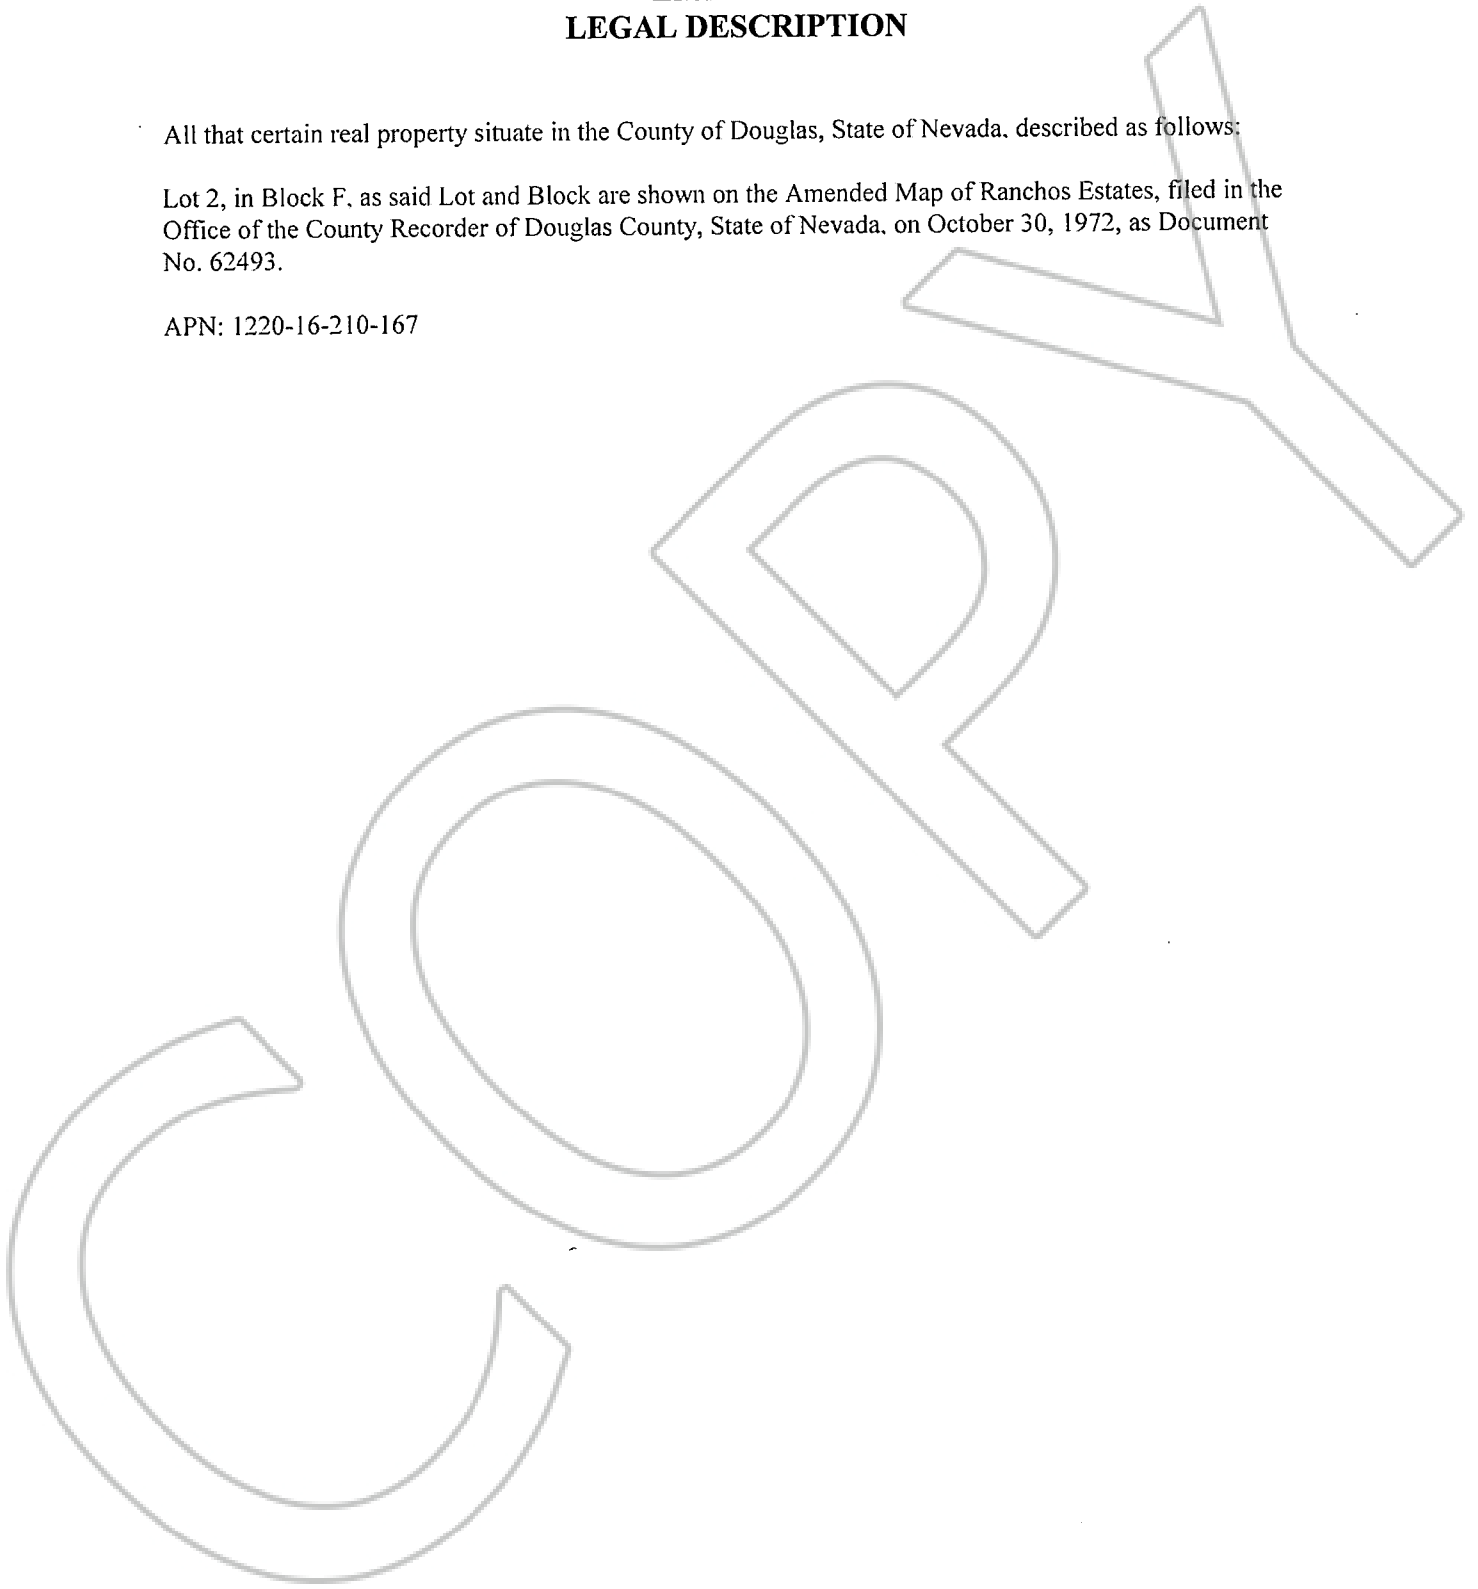 LEGAL DESCRIPTION
All that certain real property situate in the County of Douglas, State of Nevada, described as follows:
Lot 2, in Block F, as said Lot and Block are shown on the Amended Map of Ranchos Estates, filed in the
Office of the County Recorder of Douglas County, State of Nevada, on October 30, 1972, as Document
No. 62493.
APN: 1220-16-210-167
COPY